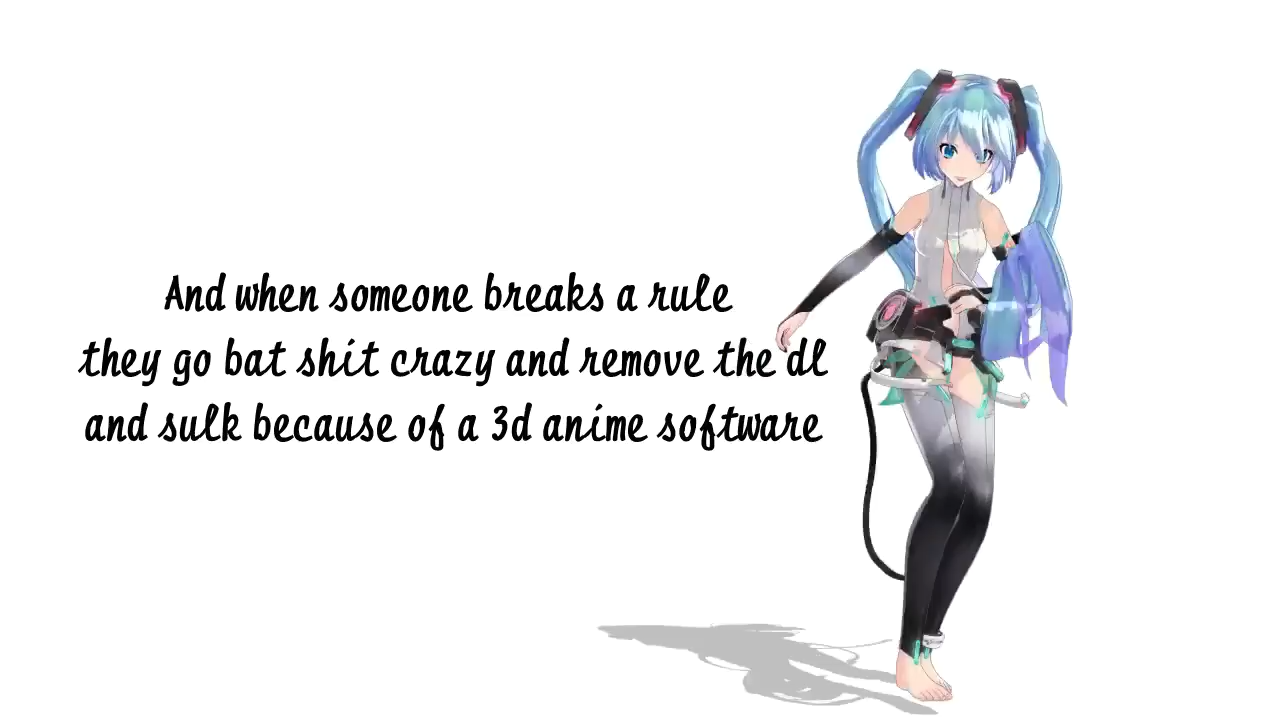 And when someone breaks a rule
they go bat shit crazy and remove the dl
and sulk because of a 3d anime software